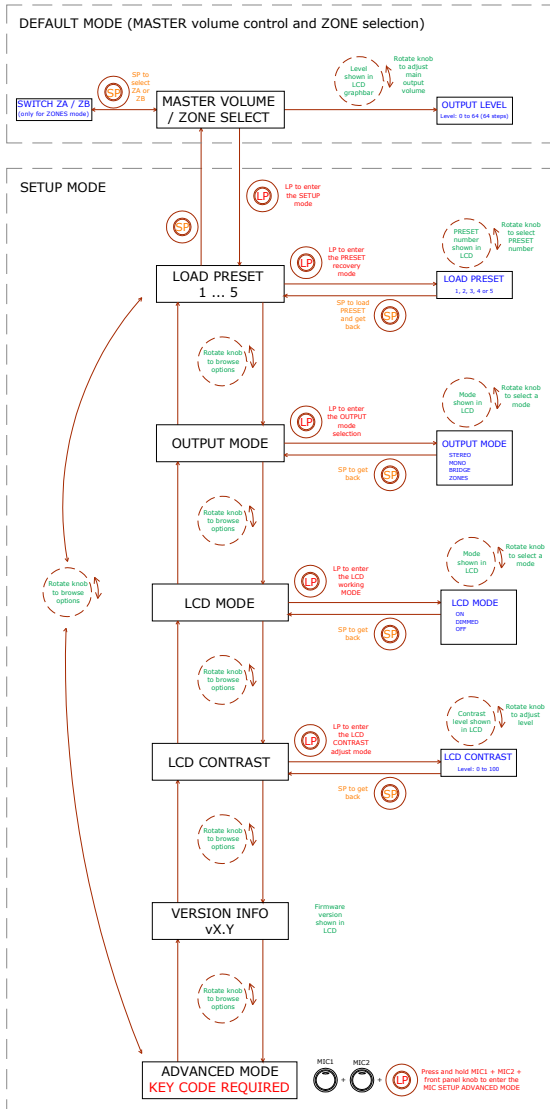 DEFAULT MODE (MASTER volume control and ZONE selection)
SP to
select
ZA or
ZB
SP
SWITCH ZA / ZB
(only for ZONES mode)
MASTER VOLUME
/ ZONE SELECT
Level
shown in
LCD
graphbar
Rotate knob
to adjust
main
output
volume
OUTPUT LEVEL
Level: 0 to 64 (64 steps)
SETUP MODE
SP
LP
LP to enter
the SETUP
mode
LOAD PRESET
1 ... 5
LP
LP to enter
the PRESET
recovery
mode
PRESET
number
shown in
LCD
Rotate knob
to select
PRESET
number
LOAD PRESET
1, 2, 3, 4 or 5
SP to load
PRESET
and get
back
SP
Rotate knob
to browse
options
OUTPUT MODE
LP
LP to enter
the OUTPUT
mode
selection
Mode
shown in
LCD
Rotate knob
to select a
mode
OUTPUT MODE
STEREO
MONO
BRIDGE
ZONES
SP to get
back
SP
Rotate knob
to browse
options
Rotate knob
to browse
options
LCD MODE
LP
LP to enter
the LCD
working
MODE
Mode
shown in
LCD
Rotate knob
to select a
mode
LCD MODE
ON
DIMMED
OFF
SP to get
back
SP
Rotate knob
to browse
options
LCD CONTRAST
LP
LP to enter
the LCD
CONTRAST
adjust mode
Contrast
level shown
in LCD
Rotate knob
to adjust
level
LCD CONTRAST
Level: 0 to 100
SP to get
back
SP
Rotate knob
to browse
options
VERSION INFO
vX.Y
Firmware
version
shown in
LCD
Rotate knob
to browse
options
ADVANCED MODE
KEY CODE REQUIRED
MIC1
MIC2
+
+
LP
Press and hold MIC1 + MIC2 +
front panel knob to enter the
MIC SETUP ADVANCED MODE